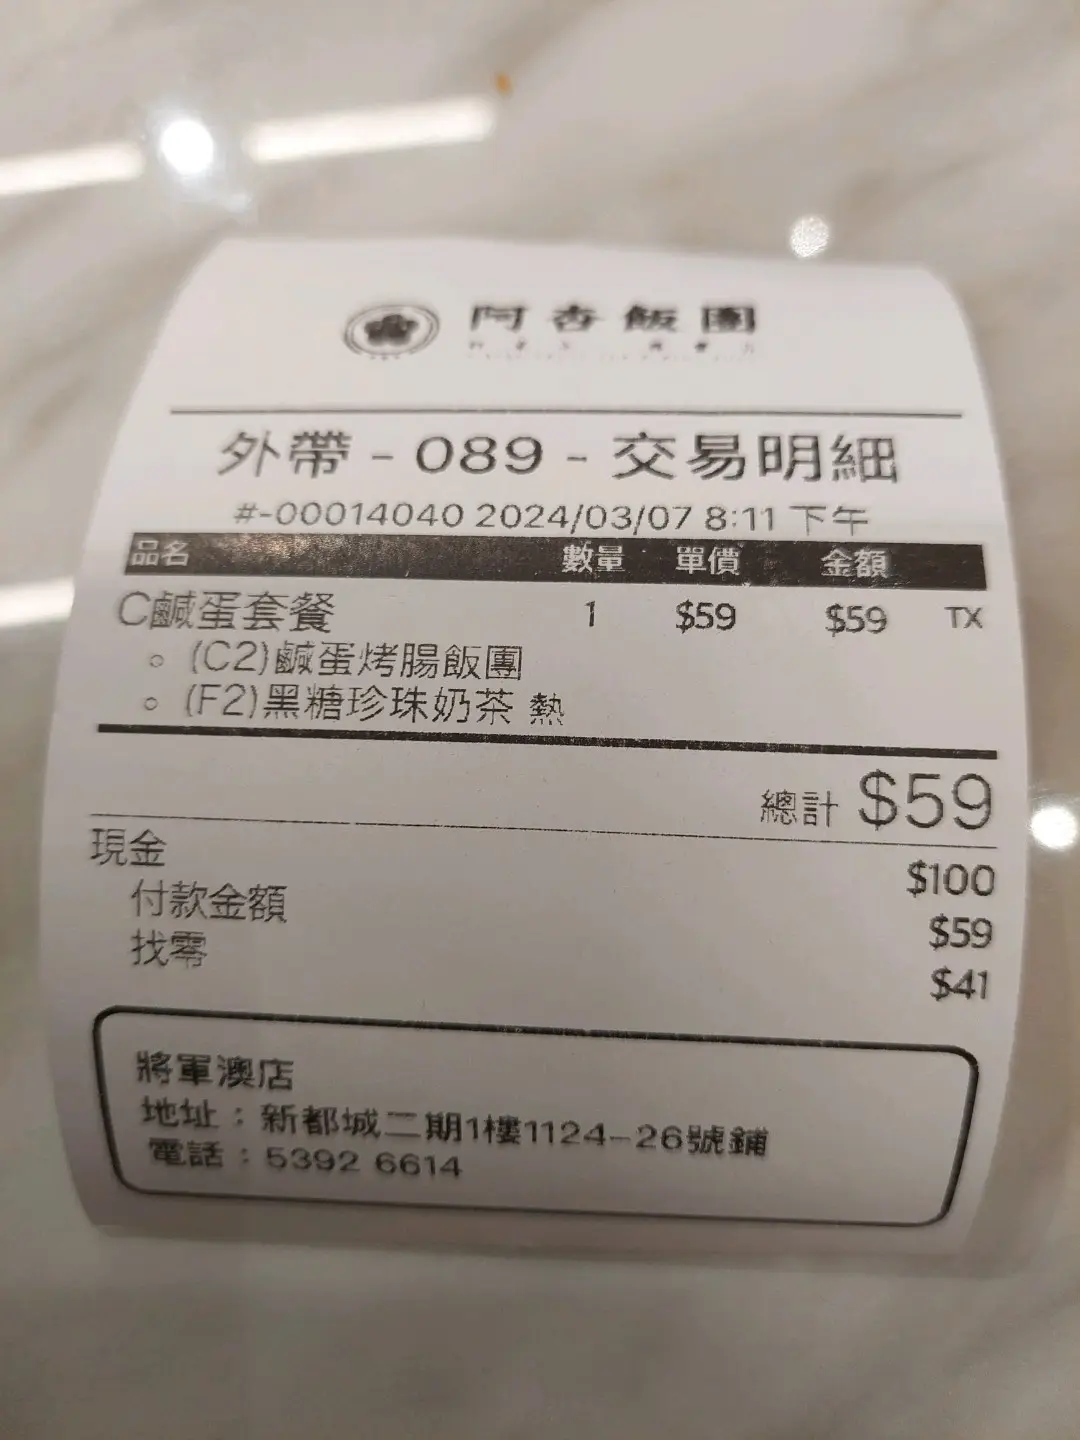 阿杏飯團
外帶 - 089 - 交易明細
#-00014040 2024/03/07 8:11 下午
品名 數量 單價 金額
C鹹蛋套餐 1 $59 $59 TX
。 (C2)鹹蛋烤腸飯團
。 (F2)黑糖珍珠奶茶 熱
總計 $59
現金 $100
付款金額 $59
找零 $41
將軍澳店
地址：新都城二期1樓1124-26號鋪
電話：5392 6614